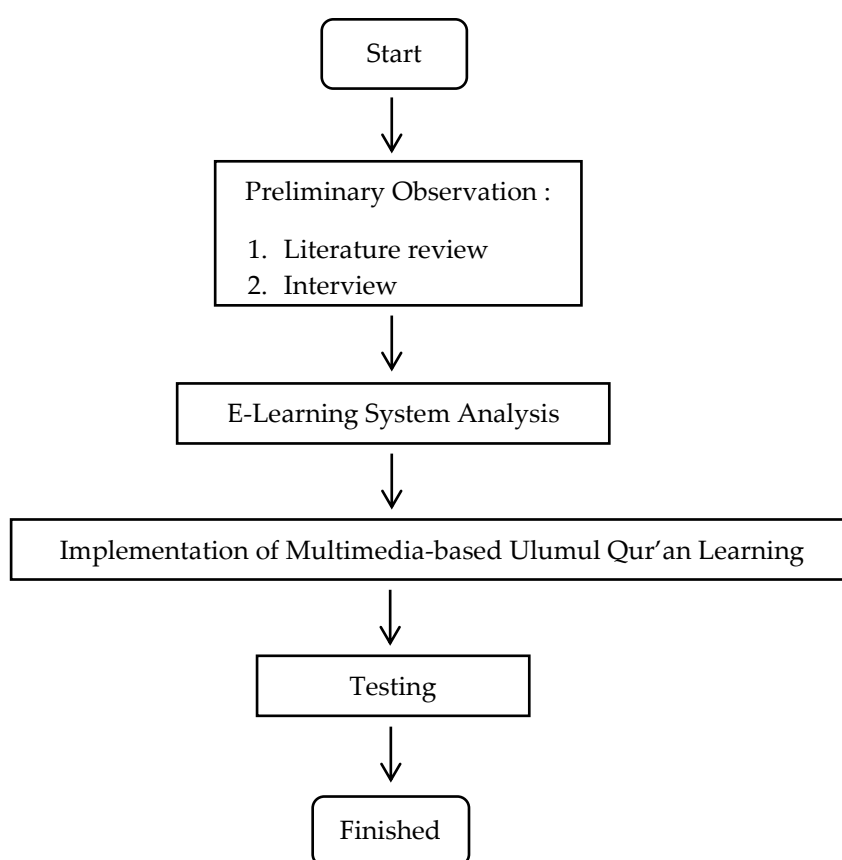 Start
Preliminary Observation :
1. Literature review
2. Interview
E-Learning System Analysis
Implementation of Multimedia-based Ulumul Qur’an Learning
Testing
Finished